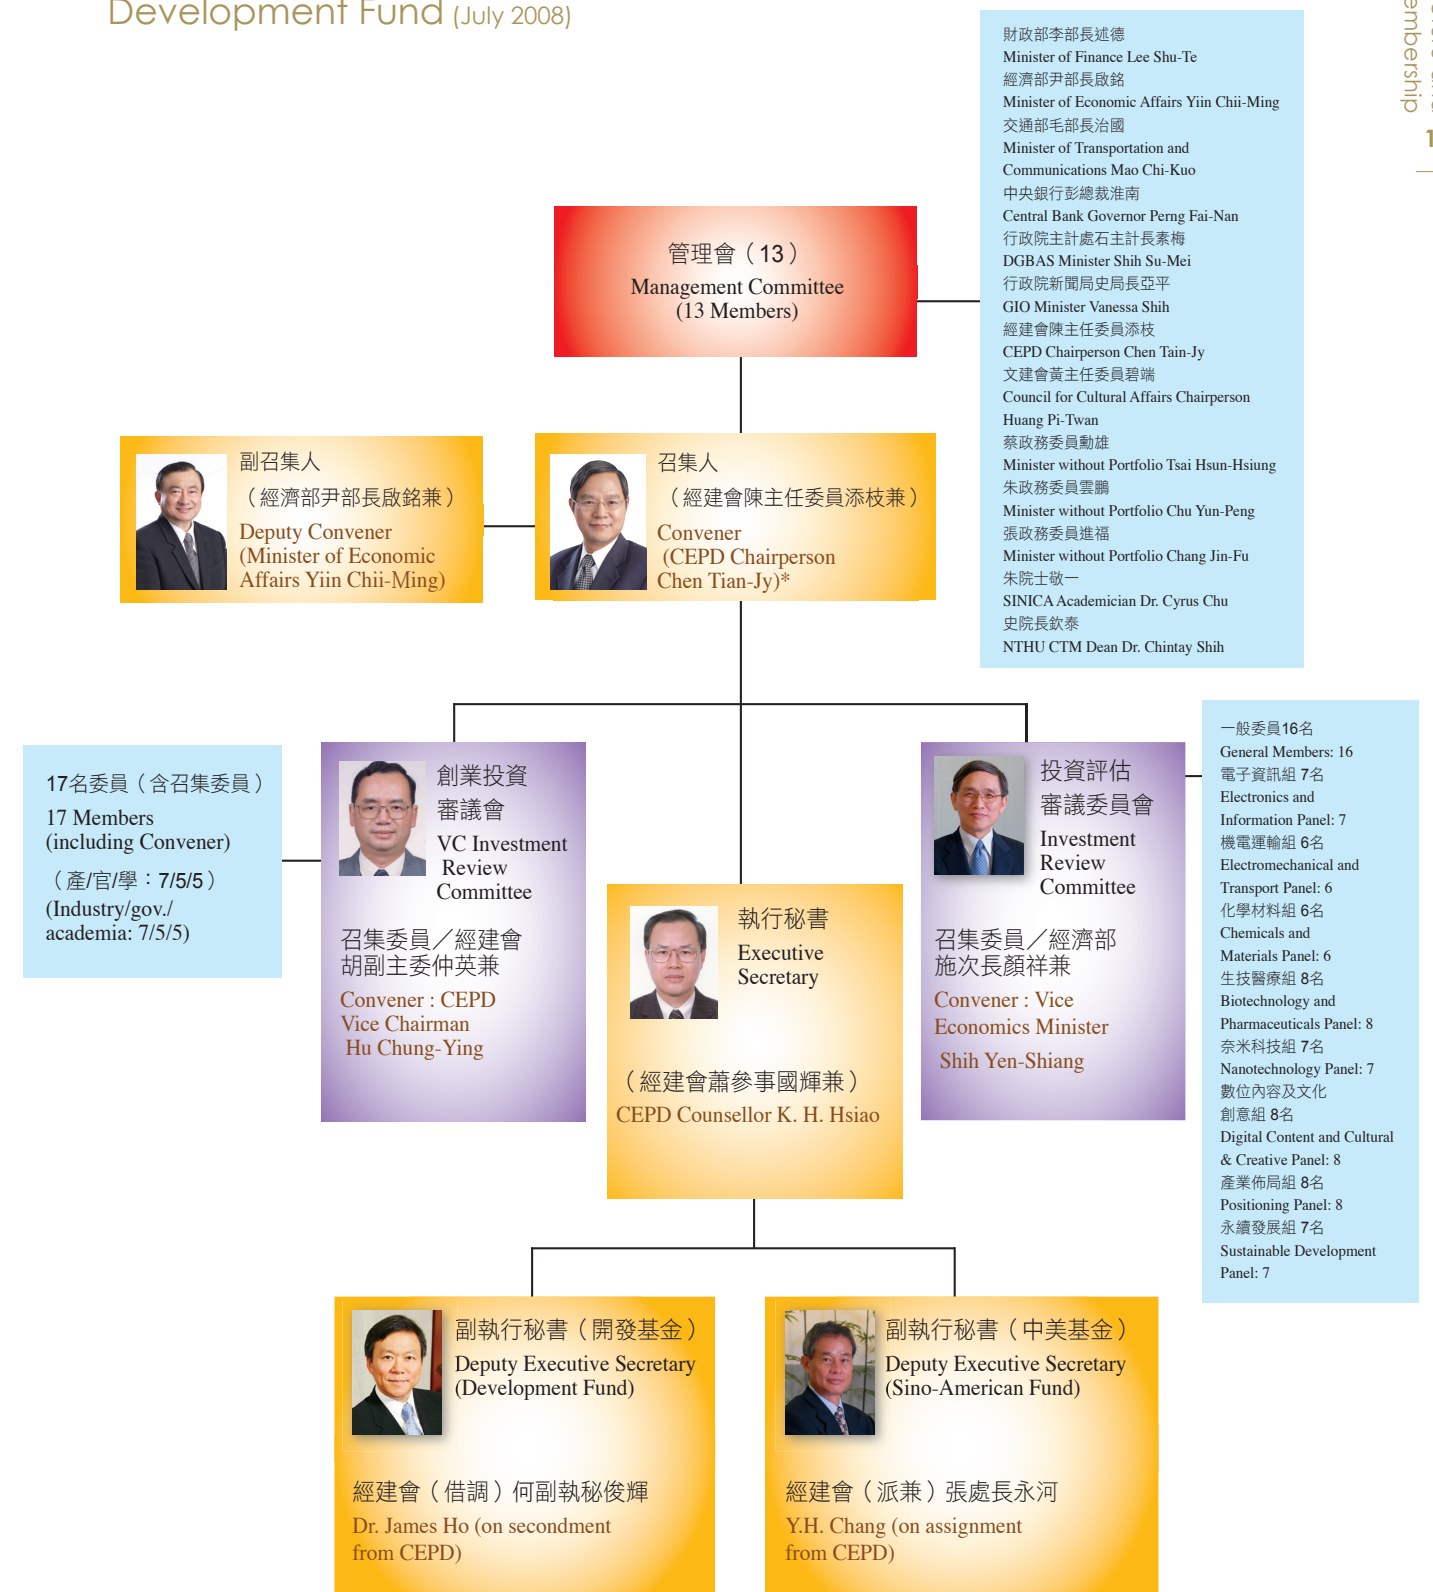 Development Fund (July 2008)
embership
1
財政部李部長述德
Minister of Finance Lee Shu-Te
經濟部尹部長啟銘
Minister of Economic Affairs Yiin Chii-Ming
交通部毛部長治國
Minister of Transportation and
Communications Mao Chi-Kuo
中央銀行彭總裁淮南
Central Bank Governor Perng Fai-Nan
行政院主計處石主計長素梅
DGBAS Minister Shih Su-Mei
行政院新聞局史局長亞平
GIO Minister Vanessa Shih
經建會陳主任委員添枝
CEPD Chairperson Chen Tain-Jy
文建會黃主任委員碧端
Council for Cultural Affairs Chairperson
Huang Pi-Twan
蔡政務委員勳雄
Minister without Portfolio Tsai Hsun-Hsiung
朱政務委員雲鵬
Minister without Portfolio Chu Yun-Peng
張政務委員進福
Minister without Portfolio Chang Jin-Fu
朱院士敬一
SINICA Academician Dr. Cyrus Chu
史院長欽泰
NTHU CTM Dean Dr. Chintay Shih
管理會（13）
Management Committee
(13 Members)
副召集人
（經濟部尹部長啟銘兼）
Deputy Convener
(Minister of Economic
Affairs Yiin Chii-Ming)
召集人
（經建會陳主任委員添枝兼）
Convener
(CEPD Chairperson
Chen Tian-Jy)*
17名委員（含召集委員）
17 Members
(including Convener)
（產/官/學：7/5/5）
(Industry/gov./
academia: 7/5/5)
創業投資
審議會
VC Investment
Review
Committee
召集委員／經建會
胡副主委仲英兼
Convener : CEPD
Vice Chairman
Hu Chung-Ying
執行秘書
Executive
Secretary
（經建會蕭參事國輝兼）
CEPD Counsellor K. H. Hsiao
投資評估
審議委員會
Investment
Review
Committee
召集委員／經濟部
施次長顏祥兼
Convener : Vice
Economics Minister
Shih Yen-Shiang
一般委員16名
General Members: 16
電子資訊組 7名
Electronics and
Information Panel: 7
機電運輸組 6名
Electromechanical and
Transport Panel: 6
化學材料組 6名
Chemicals and
Materials Panel: 6
生技醫療組 8名
Biotechnology and
Pharmaceuticals Panel: 8
奈米科技組 7名
Nanotechnology Panel: 7
數位內容及文化
創意組 8名
Digital Content and Cultural
& Creative Panel: 8
產業佈局組 8名
Positioning Panel: 8
永續發展組 7名
Sustainable Development
Panel: 7
副執行秘書（開發基金）
Deputy Executive Secretary
(Development Fund)
經建會（借調）何副執秘俊輝
Dr. James Ho (on secondment
from CEPD)
副執行秘書（中美基金）
Deputy Executive Secretary
(Sino-American Fund)
經建會（派兼）張處長永河
Y.H. Chang (on assignment
from CEPD)